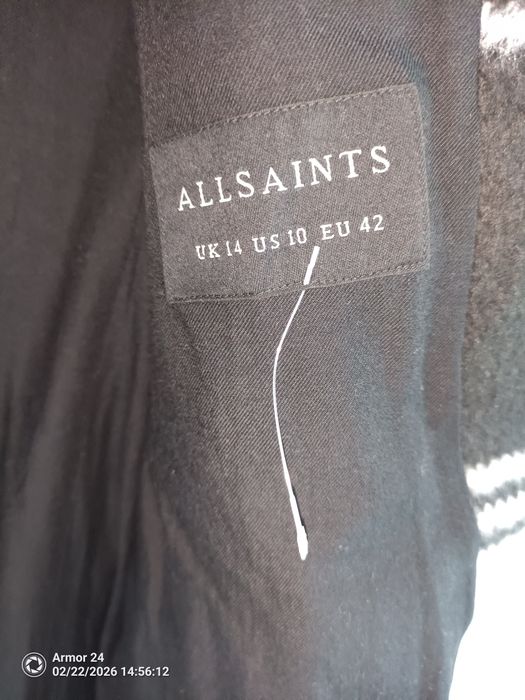 ALLSAINTS
UK 14 US 10 EU 42
Armor 24
02/22/2026 14:56:12